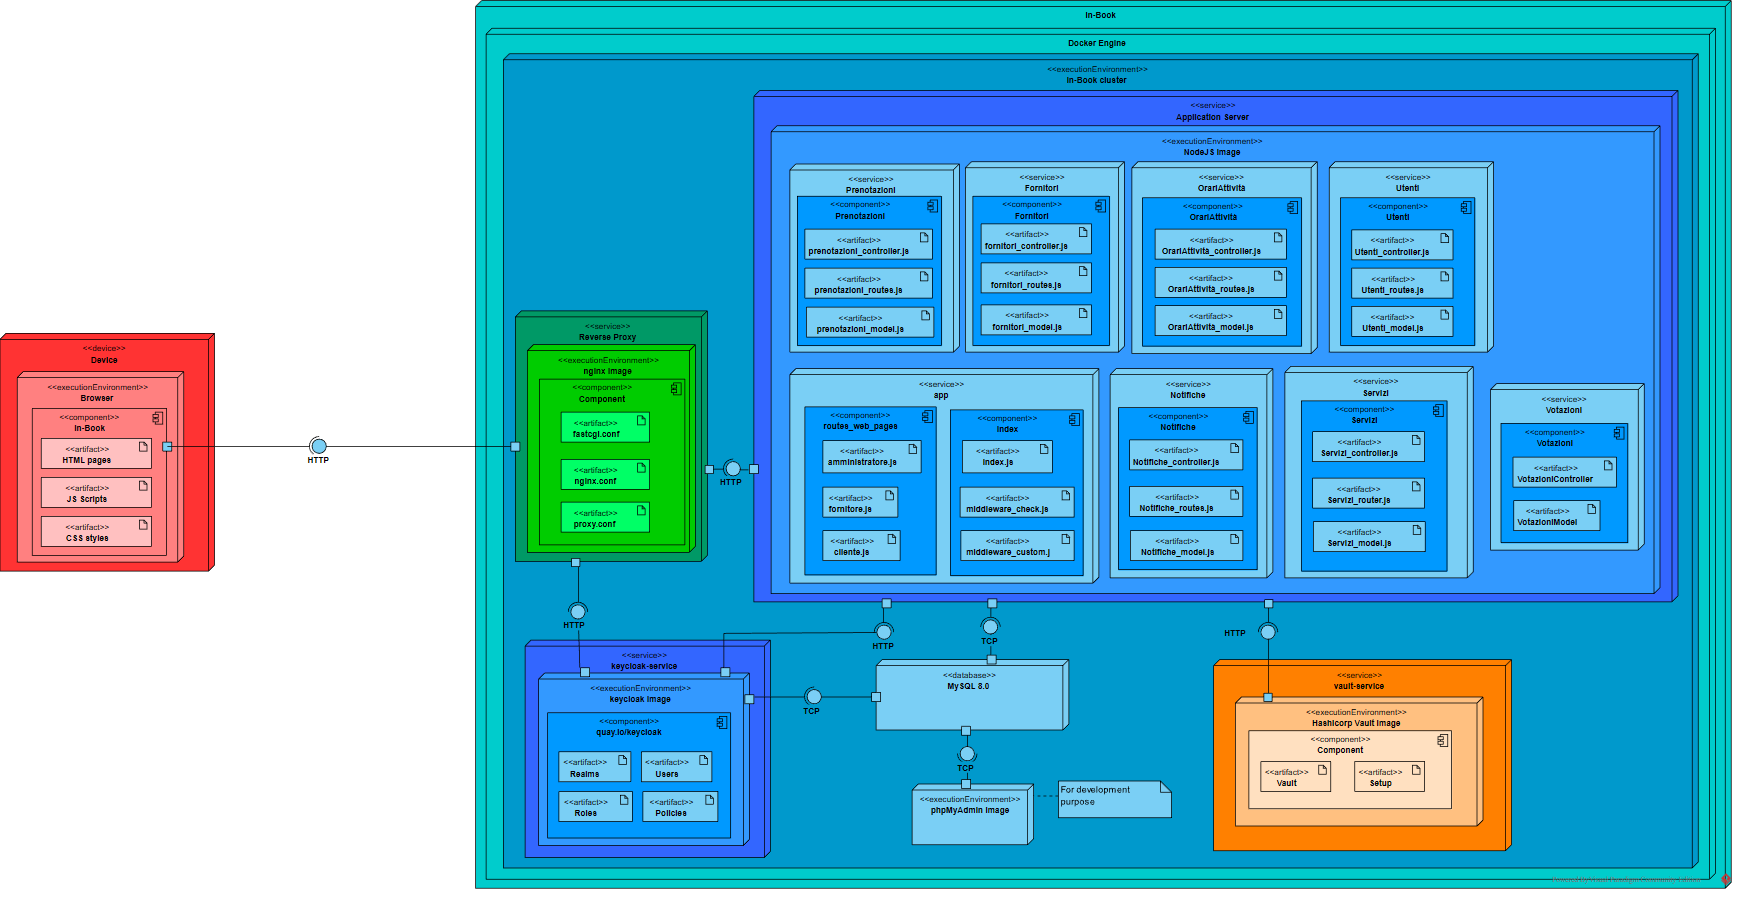 In-Book
Docker Engine
<<executionEnvironment>>
In-Book cluster
<<service>>
Application Server
<<executionEnvironment>>
NodeJS Image
<<service>>
Prenotazioni
<<component>>
Prenotazioni
<<artifact>>
prenotazioni_controller.js
<<artifact>>
prenotazioni_routes.js
<<artifact>>
prenotazioni_model.js
<<service>>
Fornitori
<<component>>
Fornitori
<<artifact>>
fornitori_controller.js
<<artifact>>
fornitori_routes.js
<<artifact>>
fornitori_model.js
<<service>>
OrariAttività
<<component>>
OrariAttività
<<artifact>>
OrariAttività_controller.js
<<artifact>>
OrariAttività_routes.js
<<artifact>>
OrariAttività_model.js
<<service>>
Utenti
<<component>>
Utenti
<<artifact>>
Utenti_controller.js
<<artifact>>
Utenti_routes.js
<<artifact>>
Utenti_model.js
<<service>>
app
<<component>>
routes_web_pages
<<artifact>>
amministratore.js
<<artifact>>
fornitore.js
<<artifact>>
cliente.js
<<component>>
Index
<<artifact>>
index.js
<<artifact>>
middleware_check.js
<<artifact>>
middleware_custom.j
<<service>>
Notifiche
<<component>>
Notifiche
<<artifact>>
Notifiche_controller.js
<<artifact>>
Notifiche_routes.js
<<artifact>>
Notifiche_model.js
<<service>>
Servizi
<<component>>
Servizi
<<artifact>>
Servizi_controller.js
<<artifact>>
Servizi_router.js
<<artifact>>
Servizi_model.js
<<service>>
Votazioni
<<component>>
Votazioni
<<artifact>>
VotazioniController
<<artifact>>
VotazioniModel
<<device>>
Device
<<executionEnvironment>>
Browser
<<component>>
In-Book
<<artifact>>
HTML pages
<<artifact>>
JS Scripts
<<artifact>>
CSS styles
HTTP
<<service>>
Reverse Proxy
<<executionEnvironment>>
nginx Image
<<component>>
Component
<<artifact>>
fastcgi.conf
<<artifact>>
nginx.conf
<<artifact>>
proxy.conf
HTTP
HTTP
HTTP
TCP
HTTP
<<service>>
keycloak-service
<<executionEnvironment>>
keycloak Image
<<component>>
quay.io/keycloak
<<artifact>>
Realms
<<artifact>>
Users
<<artifact>>
Roles
<<artifact>>
Policies
TCP
<<database>>
MySQL 8.0
TCP
<<executionEnvironment>>
phpMyAdmin Image
For development
purpose
<<service>>
vault-service
<<executionEnvironment>>
Hashicorp Vault Image
<<component>>
Component
<<artifact>>
Vault
<<artifact>>
Setup